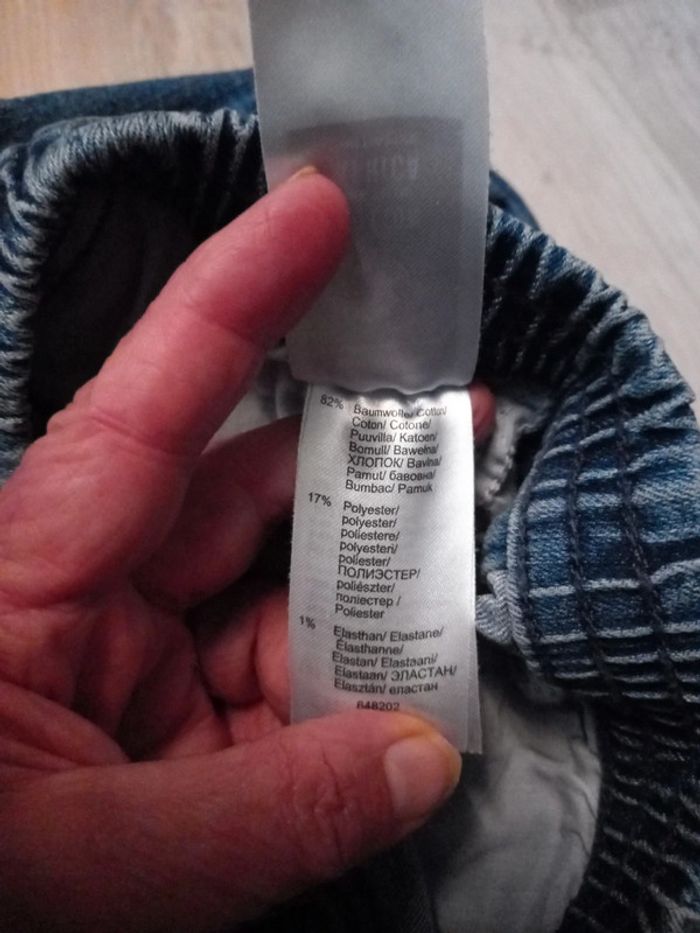 82% Baumwolle/ Cotton/
Coton/ Cotone/
Puuvilla/ Katoen/
Bomull/ Bawełna/
ХЛОПОК/ Bavlna/
Pamut/ бавовна/
Bumbac/ Pamuk
17% Polyester/
polyester/
poliestere/
polyesteri/
poliester/
ПОЛИЭСТЕР/
poliészter/
поліестер /
Poliester
1% Elasthan/ Elastane/
Élasthanne/
Elastan/ Elastaani/
Elastaan/ ЭЛАСТАН/
Elasztán/ еластан
648202